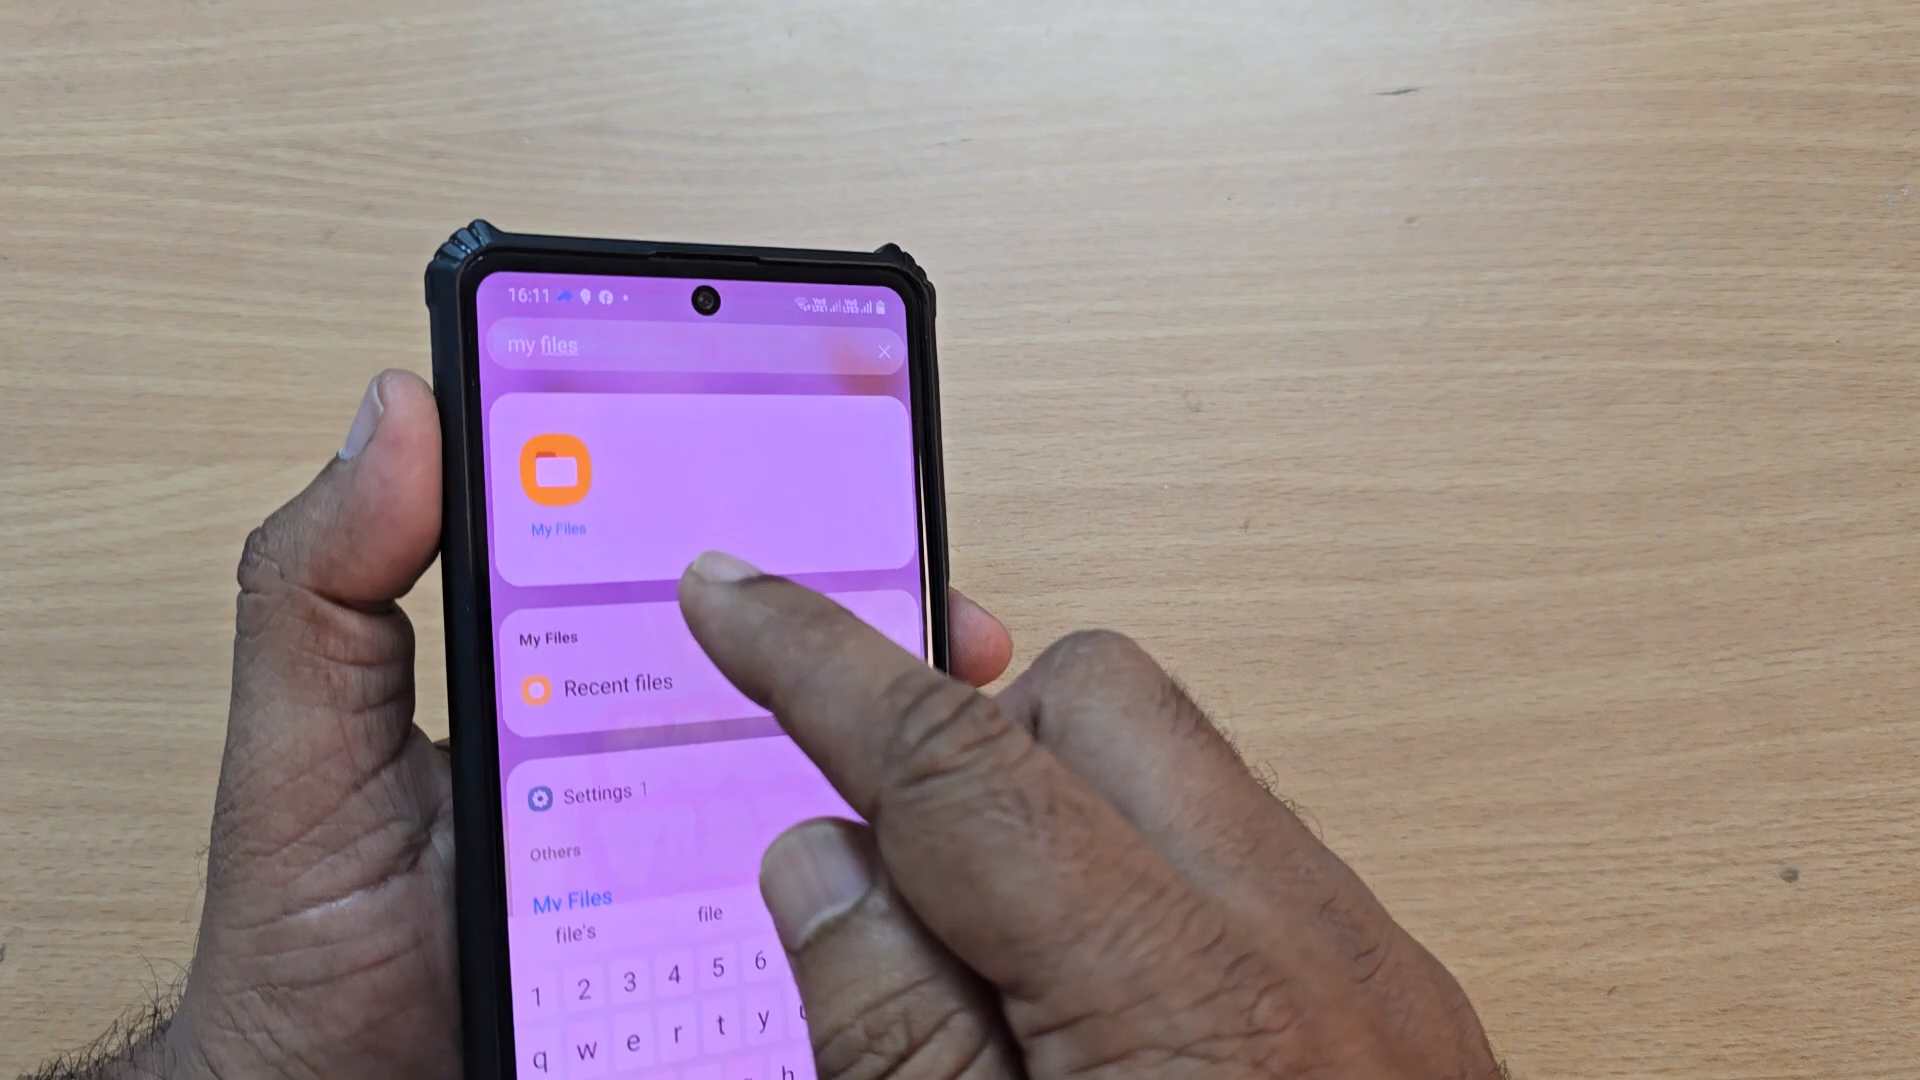 16:11
my files
My Files
My Files
Recent files
Settings 1
Others
My Files
file's file
1 2 3 4 5 6
q w e r t y
h